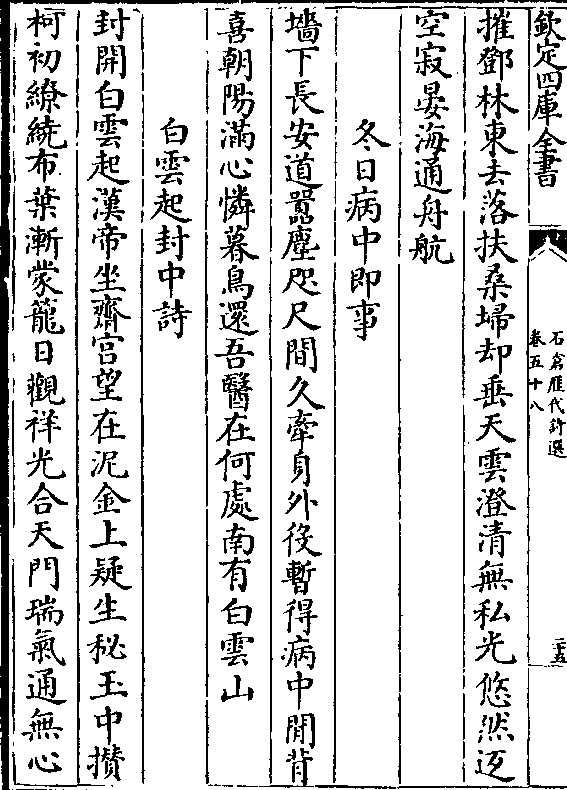 欽定四庫全書
石倉歷代詩選
卷五十八
二十五
摧鄧林東去落扶桑埽却垂天雲澄清無私光悠然返
空寂晏海通舟航
冬日病中即事
墻下長安道囂塵咫尺間久牽身外役暫得病中閒背
喜朝陽滿心憐暮鳥還吾醫在何處南有白雲山
白雲起封中詩
封開白雲起漢帝坐齋宮望在泥金上疑生秘玉中攢
柯初繚繞布葉漸蒙籠日觀祥光合天門瑞氣通無心